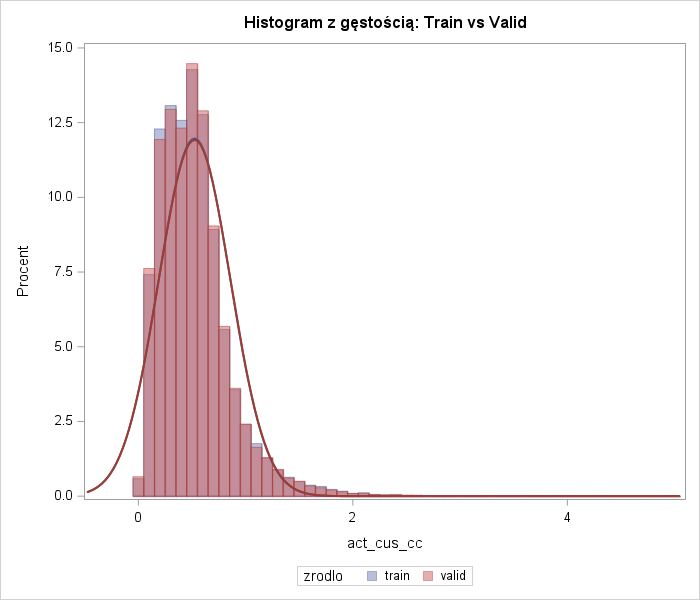 Histogram z gęstością: Train vs Valid
15.0
12.5
10.0
7.5
5.0
2.5
0.0
Procent
0 2 4
act_cus_cc
zrodlo train valid